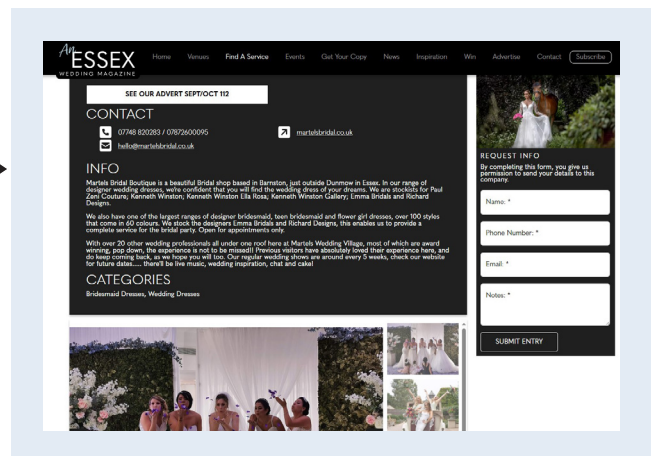 An
ESSEX
WEDDING MAGAZINE
Home Venues Find A Service Events Get Your Copy News Inspiration Win Advertise Contact Subscribe
SEE OUR ADVERT SEPT/OCT 112
CONTACT
07748 820283 / 07872600095
martelsbridal.co.uk
hello@martelsbridal.co.uk
INFO
Martels Bridal Boutique is a beautiful Bridal shop based in Barnston, just outside Dunmow in Essex. In our range of
designer wedding dresses, we're confident that you will find the wedding dress of your dreams. We are stockists for Paul
Zeni Couture; Kenneth Winston; Kenneth Winston Ella Rosa; Kenneth Winston Gallery; Emma Bridals and Richard
Designs.
We also have one of the largest ranges of designer bridesmaid, teen bridesmaid and flower girl dresses, over 100 styles
that come in 60 colours. We stock the designers Emma Bridals and Richard Designs, this enables us to provide a
complete service for the bridal party. Open for appointments only.
With over 20 other wedding professionals all under one roof here at Martels Wedding Village, most of which are award
winning, pop down, the experience is not to be missed!! Previous visitors have absolutely loved their experience here, and
do keep coming back, as we hope you will too. Our regular wedding shows are around every 5 weeks, check our website
for future dates..... there'll be live music, wedding inspiration, chat and cake!
CATEGORIES
Bridesmaid Dresses, Wedding Dresses
REQUEST INFO
By completing this form, you give us
permission to send your details to this
company.
Name: *
Phone Number: *
Email: *
Notes: *
SUBMIT ENTRY